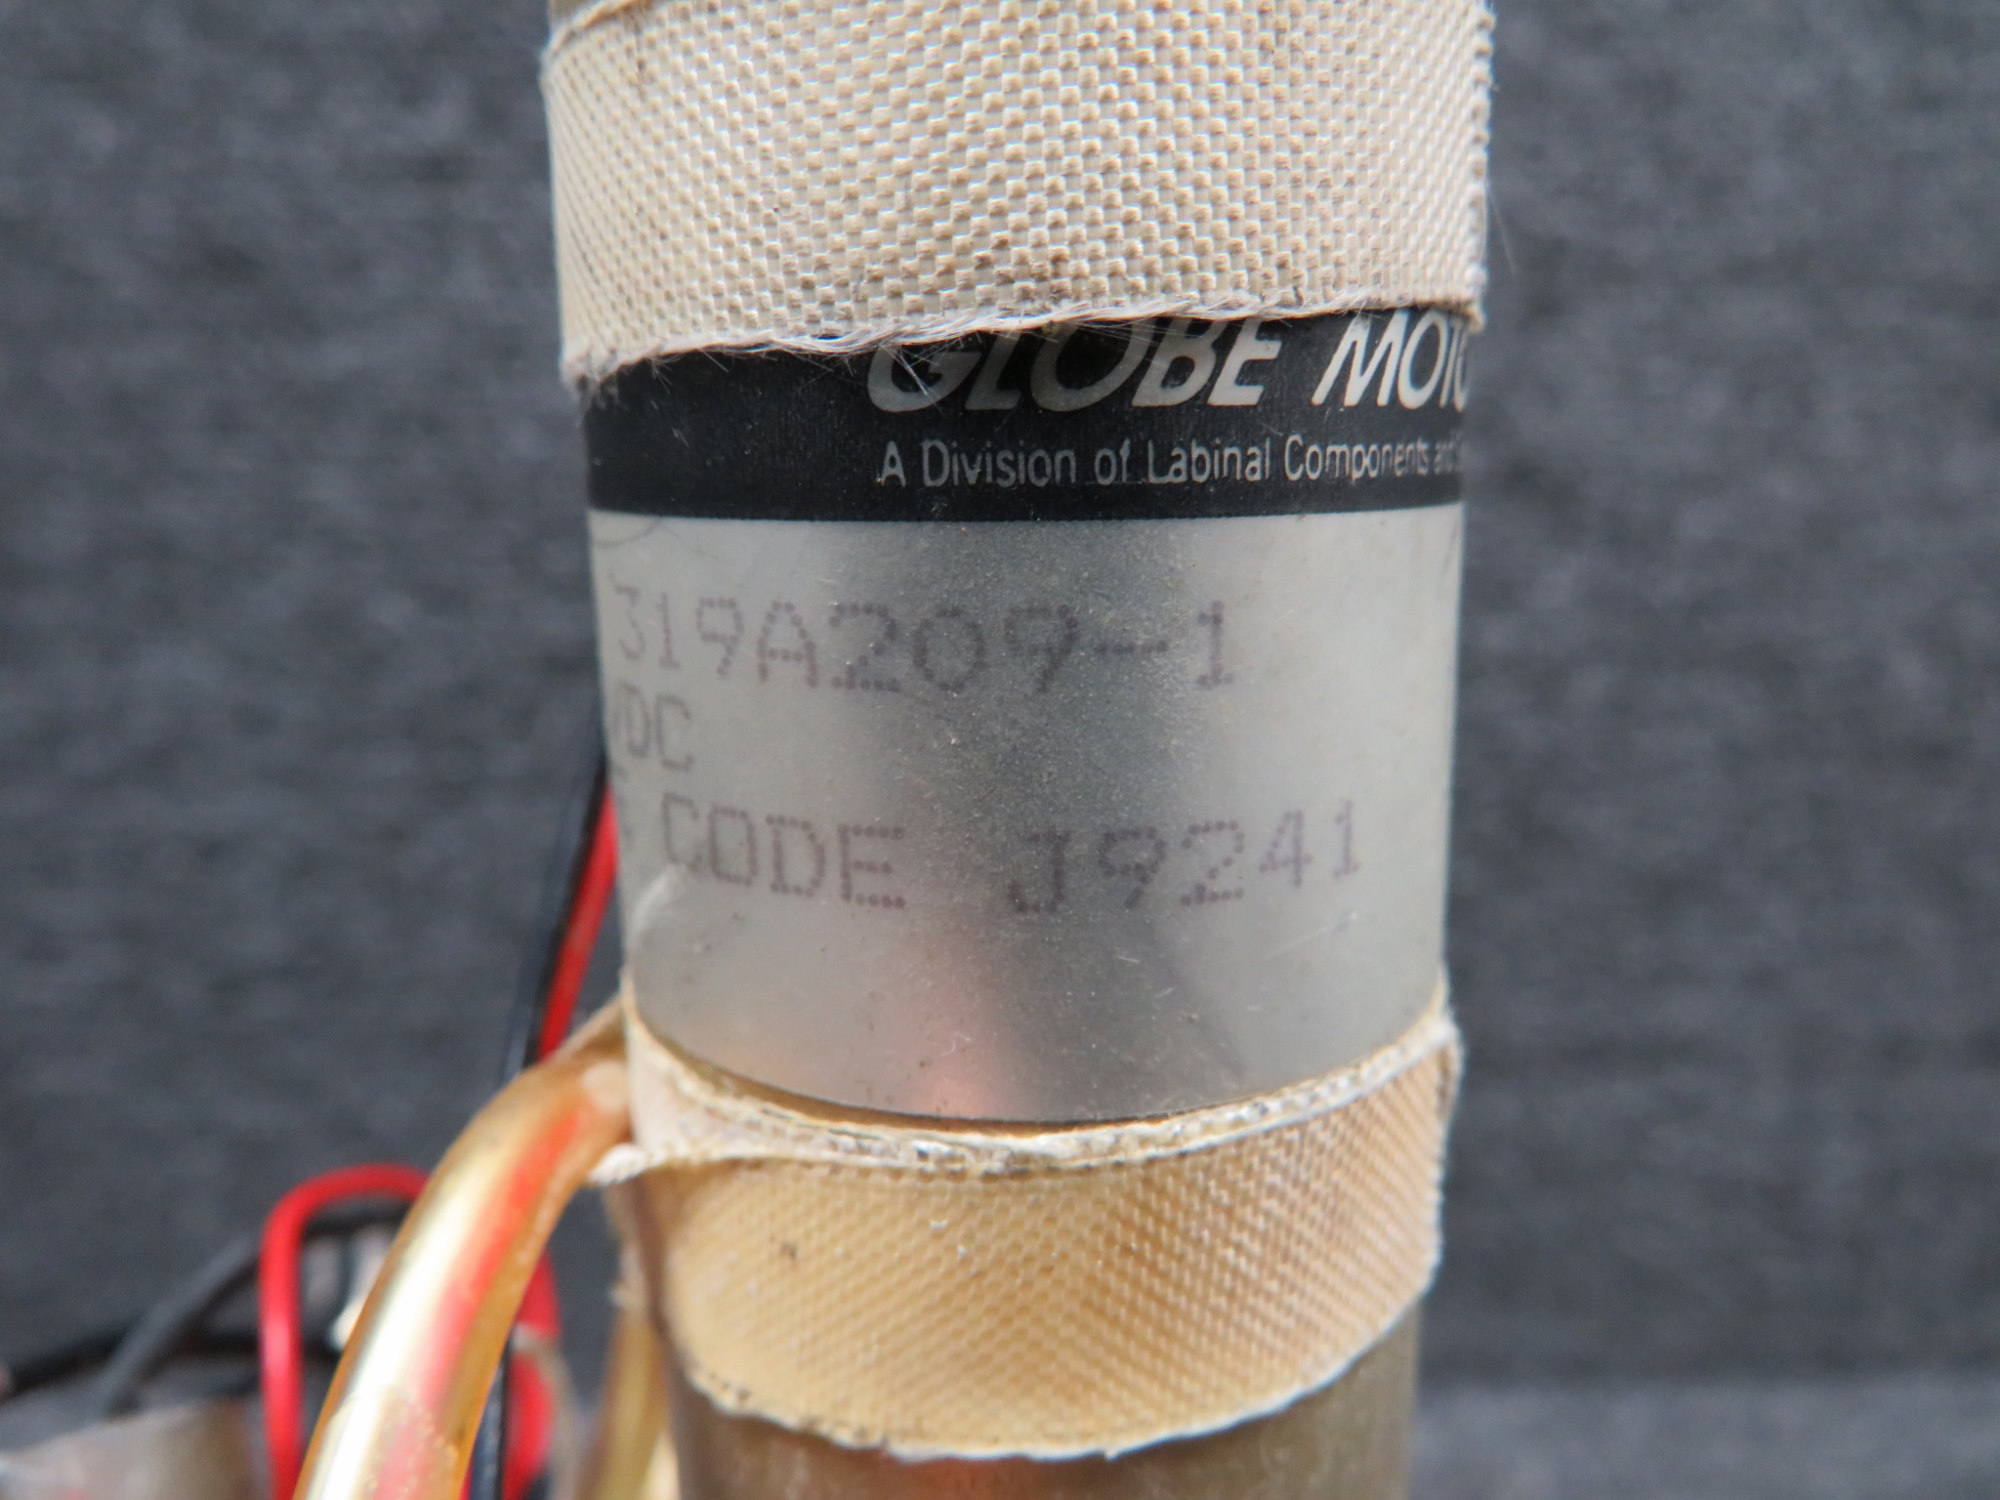 GLOBE MOTO
A Division of Labinal Components and
319A209-1
VDC
CODE J9241